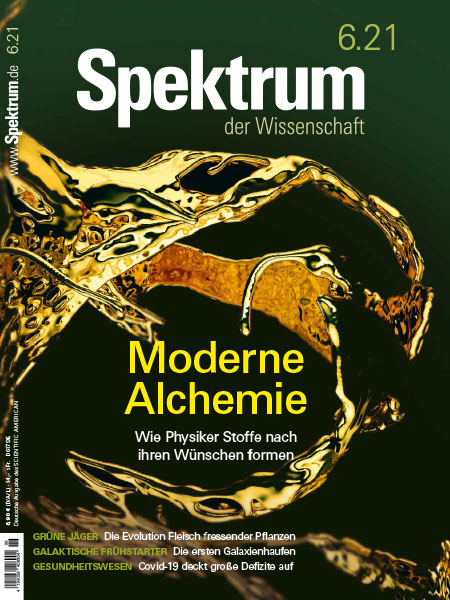 6.21
Spektrum
der Wissenschaft
www.Spektrum.de 6.21
Moderne
Alchemie
Wie Physiker Stoffe nach
ihren Wünschen formen
GRÜNE JÄGER Die Evolution Fleisch fressender Pflanzen
GALAKTISCHE FRÜHSTARTER Die ersten Galaxienhaufen
GESUNDHEITSWESEN Covid-19 deckt große Defizite auf
Deutsche Ausgabe des SCIENTIFIC AMERICAN